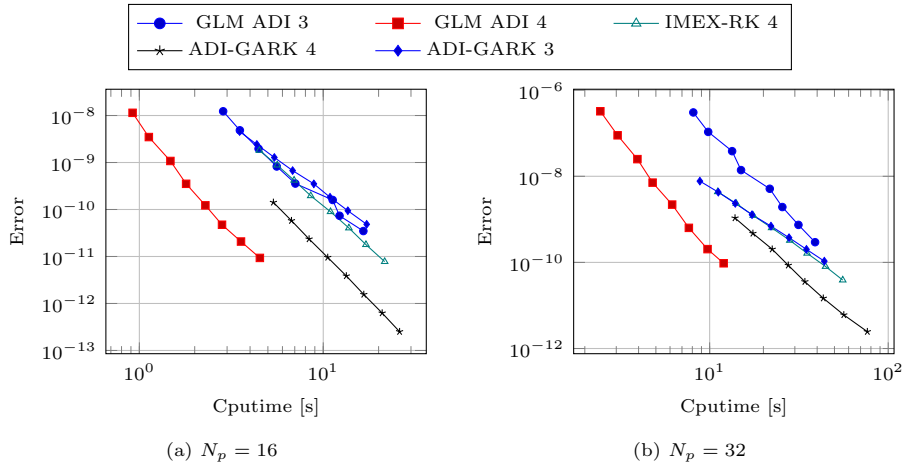 GLM ADI 3 GLM ADI 4 IMEX-RK 4
ADI-GARK 4 ADI-GARK 3
10^−8
10^−9
10^−10
10^−11
10^−12
10^−13
Error
10^0 10^1
Cputime [s]
(a) N_p = 16
10^−6
10^−8
10^−10
10^−12
Error
10^1 10^2
Cputime [s]
(b) N_p = 32